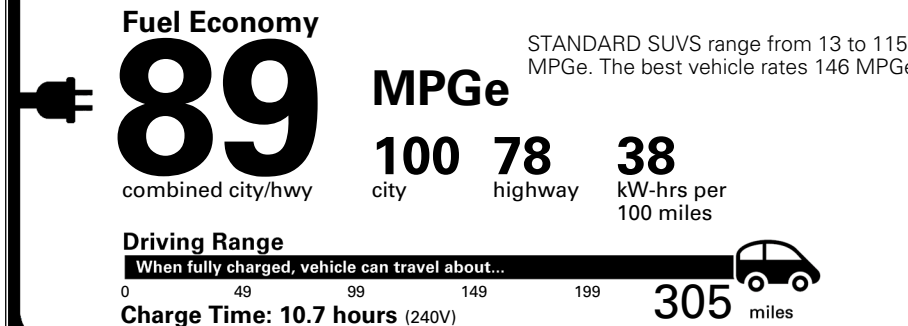 Fuel Economy
89
combined city/hwy
MPGe
STANDARD SUVS range from 13 to 115
MPGe. The best vehicle rates 146 MPGe
100
city
78
highway
38
kW-hrs per
100 miles
Driving Range
When fully charged, vehicle can travel about...
0 49 99 149 199 305 miles
Charge Time: 10.7 hours (240V)